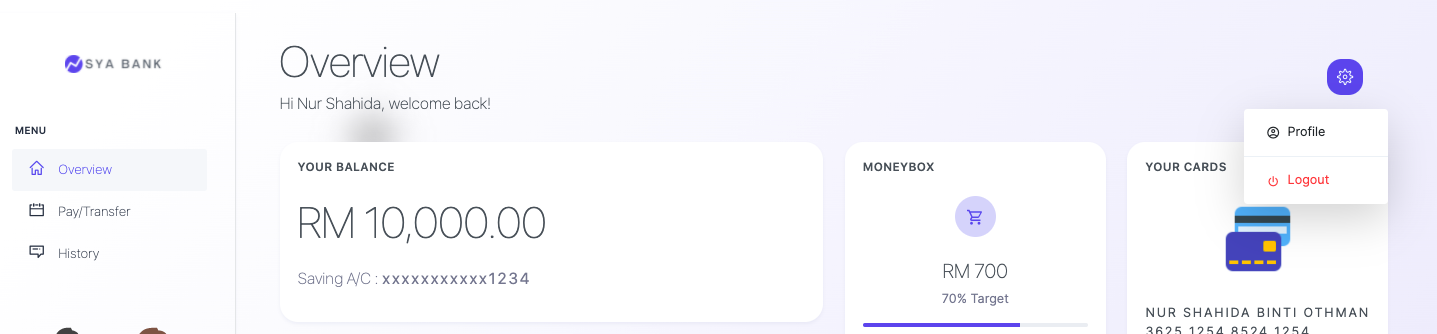 SYA BANK
MENU
Overview
Pay/Transfer
History
Overview
Hi Nur Shahida, welcome back!
Profile
Logout
YOUR BALANCE
RM 10,000.00
Saving A/C : xxxxxxxxxxx1234
MONEYBOX
RM 700
70% Target
YOUR CARDS
NUR SHAHIDA BINTI OTHMAN
3625 1254 8524 1254